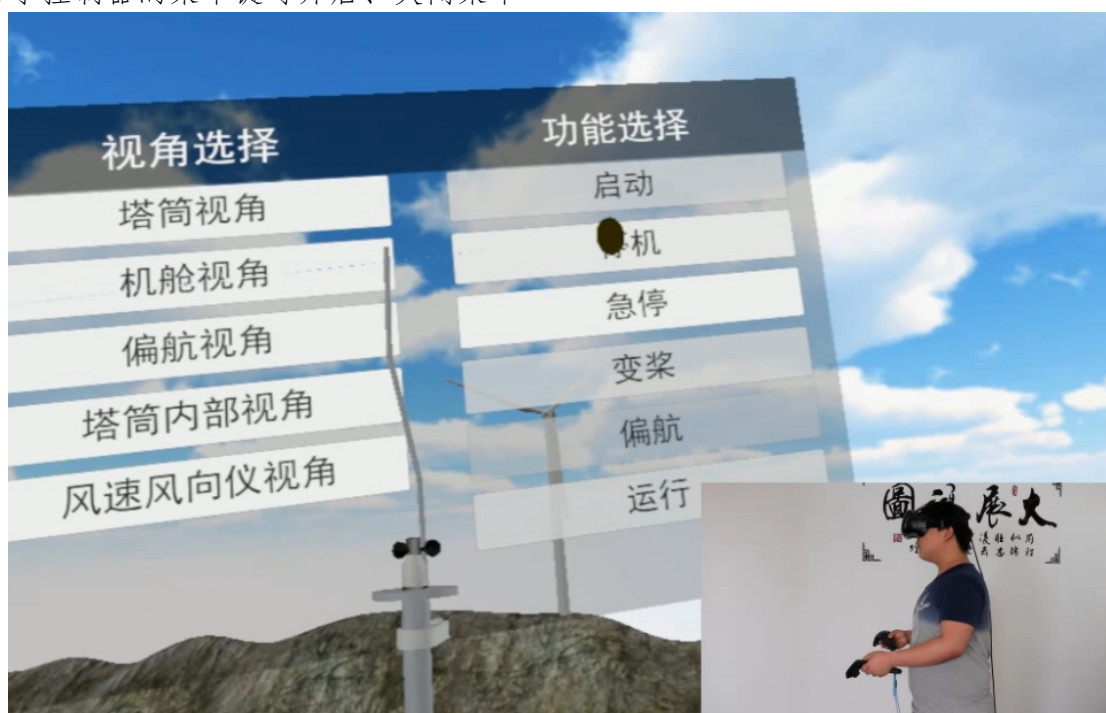 视角选择
塔筒视角
机舱视角
偏航视角
塔筒内部视角
风速风向仪视角
功能选择
启动
机
急停
变桨
偏航
运行
圖 展大